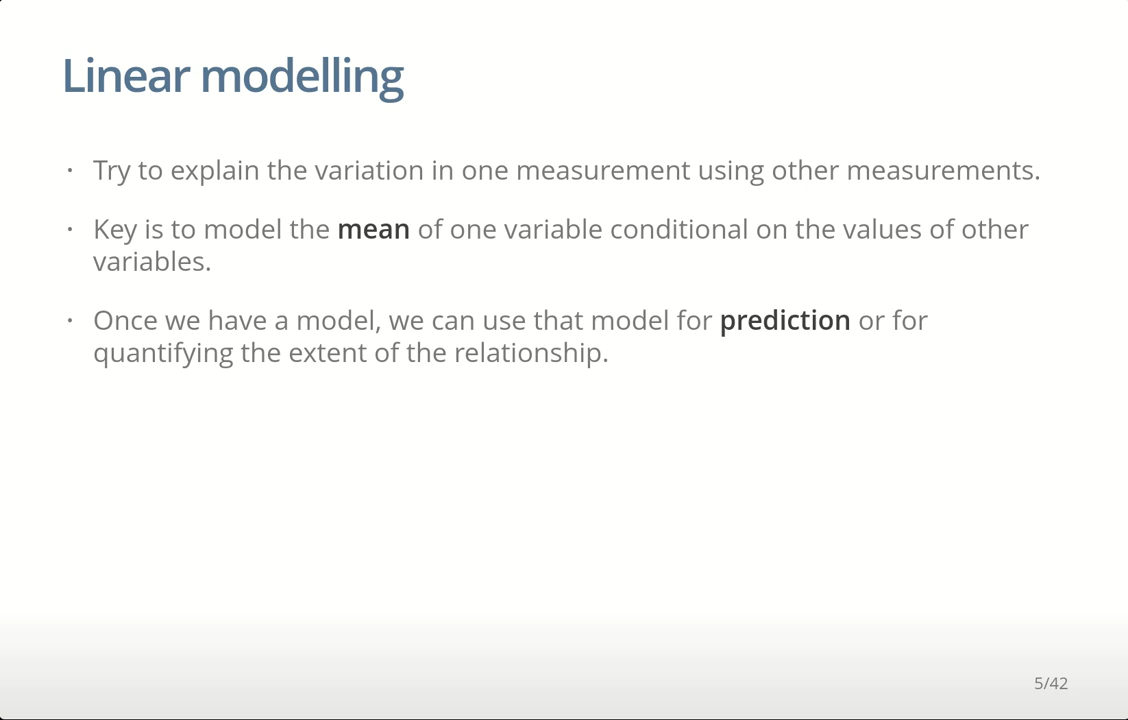 Linear modelling
· Try to explain the variation in one measurement using other measurements.
· Key is to model the mean of one variable conditional on the values of other
variables.
· Once we have a model, we can use that model for prediction or for
quantifying the extent of the relationship.
5/42